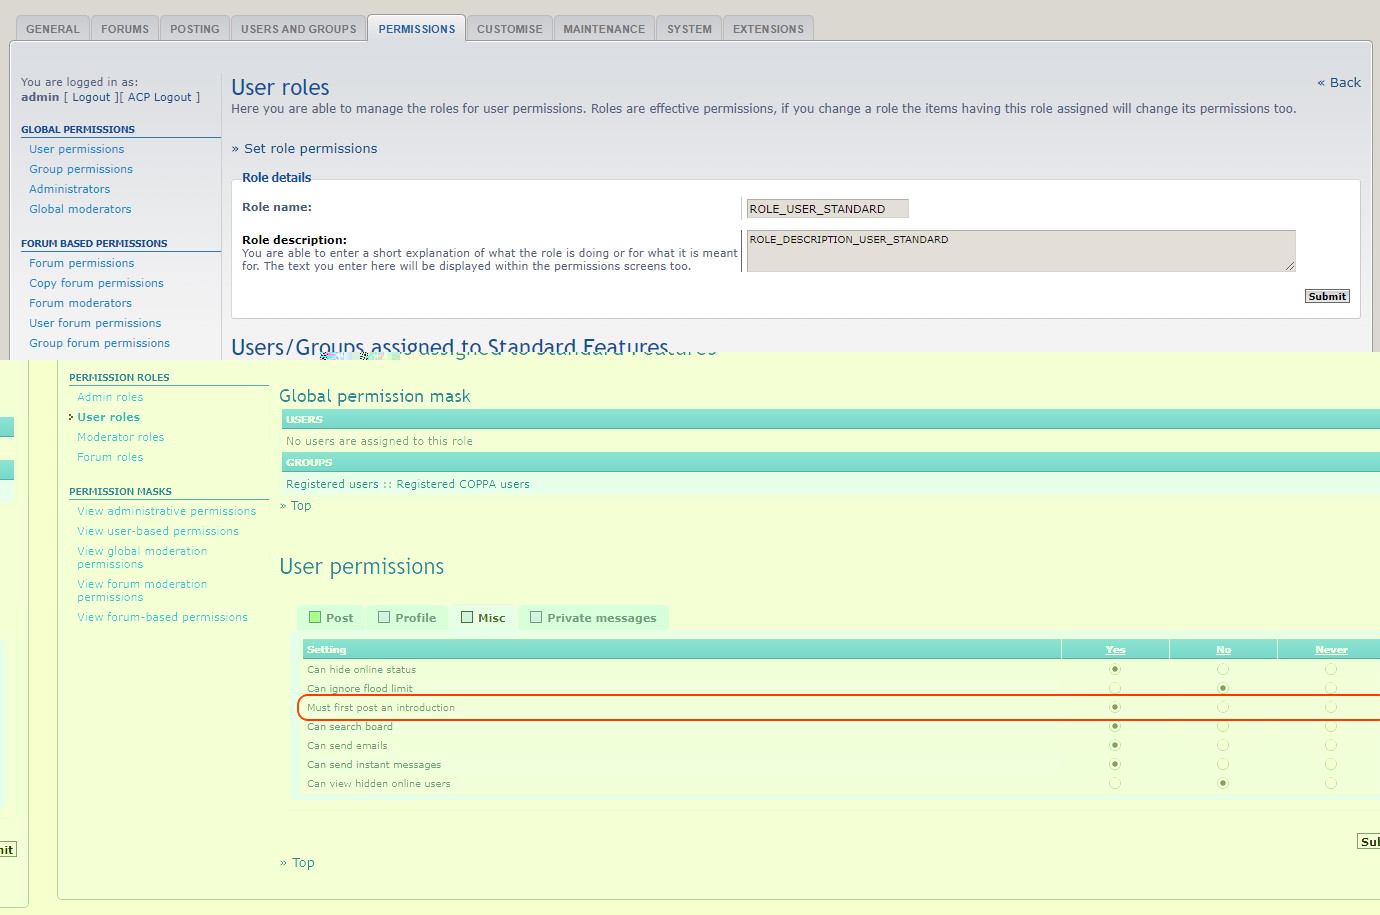 GENERAL FORUMS POSTING USERS AND GROUPS PERMISSIONS CUSTOMISE MAINTENANCE SYSTEM EXTENSIONS
You are logged in as:
admin [ Logout ][ ACP Logout ]
GLOBAL PERMISSIONS
User permissions
Group permissions
Administrators
Global moderators
FORUM BASED PERMISSIONS
Forum permissions
Copy forum permissions
Forum moderators
User forum permissions
Group forum permissions
« Back
User roles
Here you are able to manage the roles for user permissions. Roles are effective permissions, if you change a role the items having this role assigned will change its permissions too.
» Set role permissions
Role details
Role name:
ROLE_USER_STANDARD
Role description:
You are able to enter a short explanation of what the role is doing or for what it is meant
for. The text you enter here will be displayed within the permissions screens too.
ROLE_DESCRIPTION_USER_STANDARD
Submit
Users/Groups assigned to Standard Features
PERMISSION ROLES
Admin roles
User roles
Moderator roles
Forum roles
PERMISSION MASKS
View administrative permissions
View user-based permissions
View global moderation
permissions
View forum moderation
permissions
View forum-based permissions
Global permission mask
USERS
No users are assigned to this role
GROUPS
Registered users :: Registered COPPA users
» Top
User permissions
Post Profile Misc Private messages
Setting Yes No Never
Can hide online status
Can ignore flood limit
Must first post an introduction
Can search board
Can send emails
Can send instant messages
Can view hidden online users
» Top